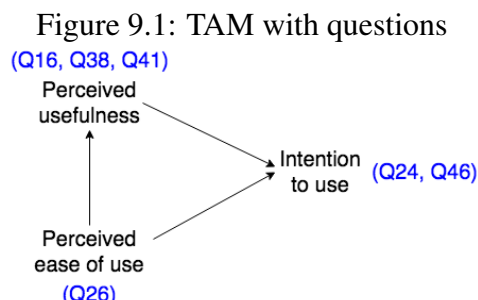 Figure 9.1: TAM with questions
(Q16, Q38, Q41)
Perceived
usefulness
Intention
to use
(Q24, Q46)
Perceived
ease of use
(Q26)